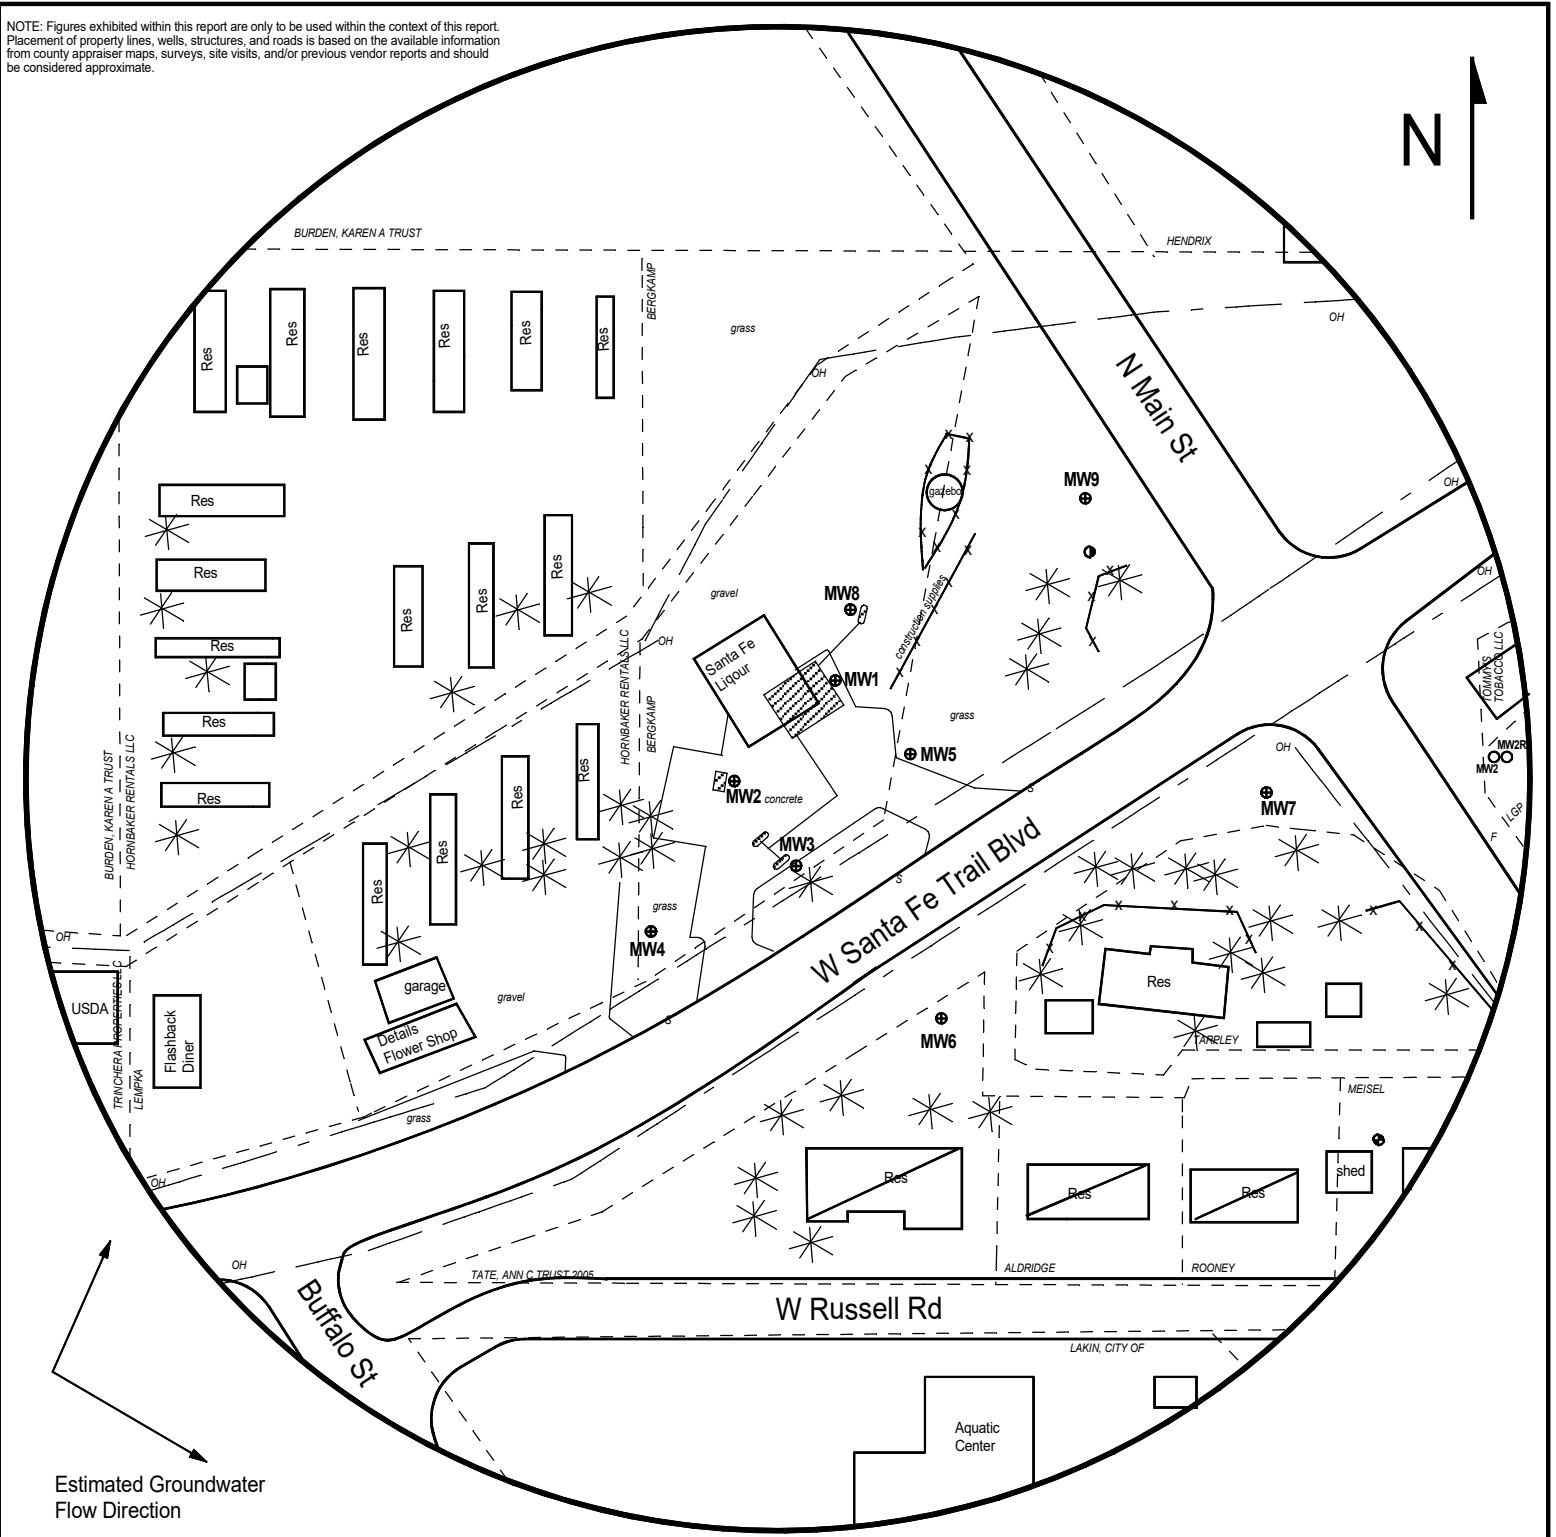 NOTE: Figures exhibited within this report are only to be used within the context of this report.
Placement of property lines, wells, structures, and roads is based on the available information
from county appraiser maps, surveys, site visits, and/or previous vendor reports and should
be considered approximate.
N
BURDEN, KAREN A TRUST
HENDRIX
BERGKAMP
OH
Res
Res
Res
Res
Res
Res
grass
OH
N Main St
gazebo
MW9
OH
Res
Res
Res
Res
Res
Res
Res
Res
OH
gravel
MW8
construction supplies
HORNBAKER RENTALS LLC
BERGKAMP
OH
Santa Fe
Liqour
MW1
TOMMY'S
TOBACCO LLC
grass
MW5
OH
MW2R
MW2
BURDEN, KAREN A TRUST
HORNBAKER RENTALS LLC
Res
Res
Res
Res
Res
MW2
concrete
S
MW7
LGP
F
MW3
S
W Santa Fe Trail Blvd
grass
MW4
OH
TRINCHERA PROPERTIES LLC
LEMPKA
USDA
Flashback
Diner
garage
gravel
Details
Flower Shop
S
Res
MW6
TARPLEY
MEISEL
grass
OH
Res
Res
Res
shed
OH
TATE, ANN C TRUST 2005
ALDRIDGE
ROONEY
Buffalo St
W Russell Rd
LAKIN, CITY OF
Aquatic
Center
Estimated Groundwater
Flow Direction